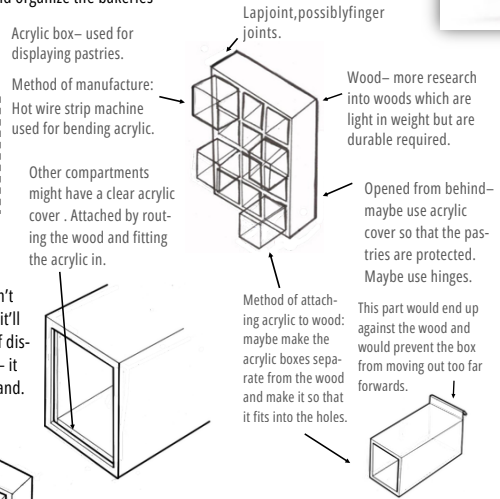 d organize the bakeries
Lapjoint,possiblyfinger
joints.
Acrylic box– used for
displaying pastries.
Method of manufacture:
Hot wire strip machine
used for bending acrylic.
Wood– more research
into woods which are
light in weight but are
durable required.
Other compartments
might have a clear acrylic
cover . Attached by rout-
ing the wood and fitting
the acrylic in.
Opened from behind–
maybe use acrylic
cover so that the pas-
tries are protected.
Maybe use hinges.
n't
it'll
f dis-
– it
and.
Method of attach-
ing acrylic to wood:
maybe make the
acrylic boxes sepa-
rate from the wood
and make it so that
it fits into the holes.
This part would end up
against the wood and
would prevent the box
from moving out too far
forwards.